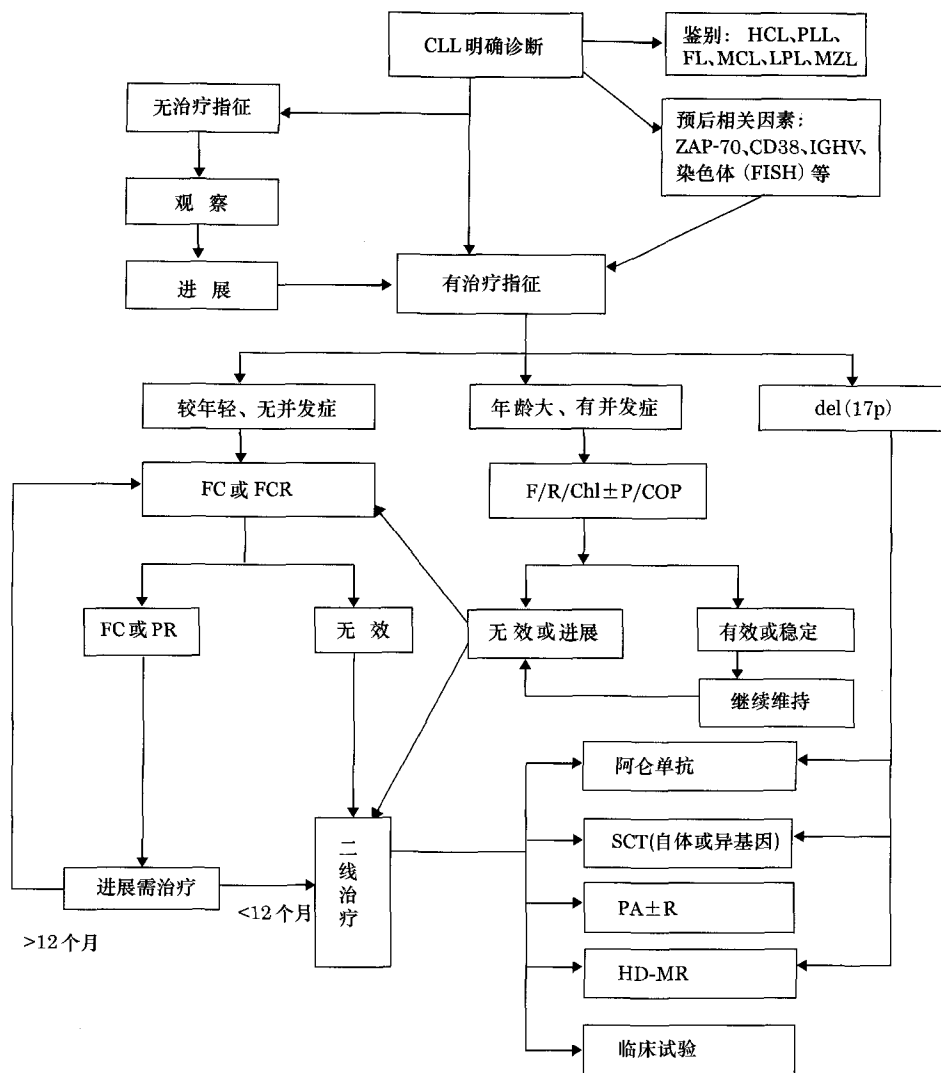 CLL明确诊断
鉴别： HCL、PLL、
FL、MCL、LPL、MZL
无治疗指征
预后相关因素：
ZAP-70、CD38、IGHV、
染色体（FISH）等
观 察
进 展
有治疗指征
较年轻、无并发症
年龄大、有并发症
del(17p)
FC或FCR
F/R/Chl±P/COP
FC或PR
无 效
无效或进展
有效或稳定
继续维持
阿仑单抗
二线治疗
SCT(自体或异基因)
进展需治疗
<12个月
>12个月
PA±R
HD-MR
临床试验